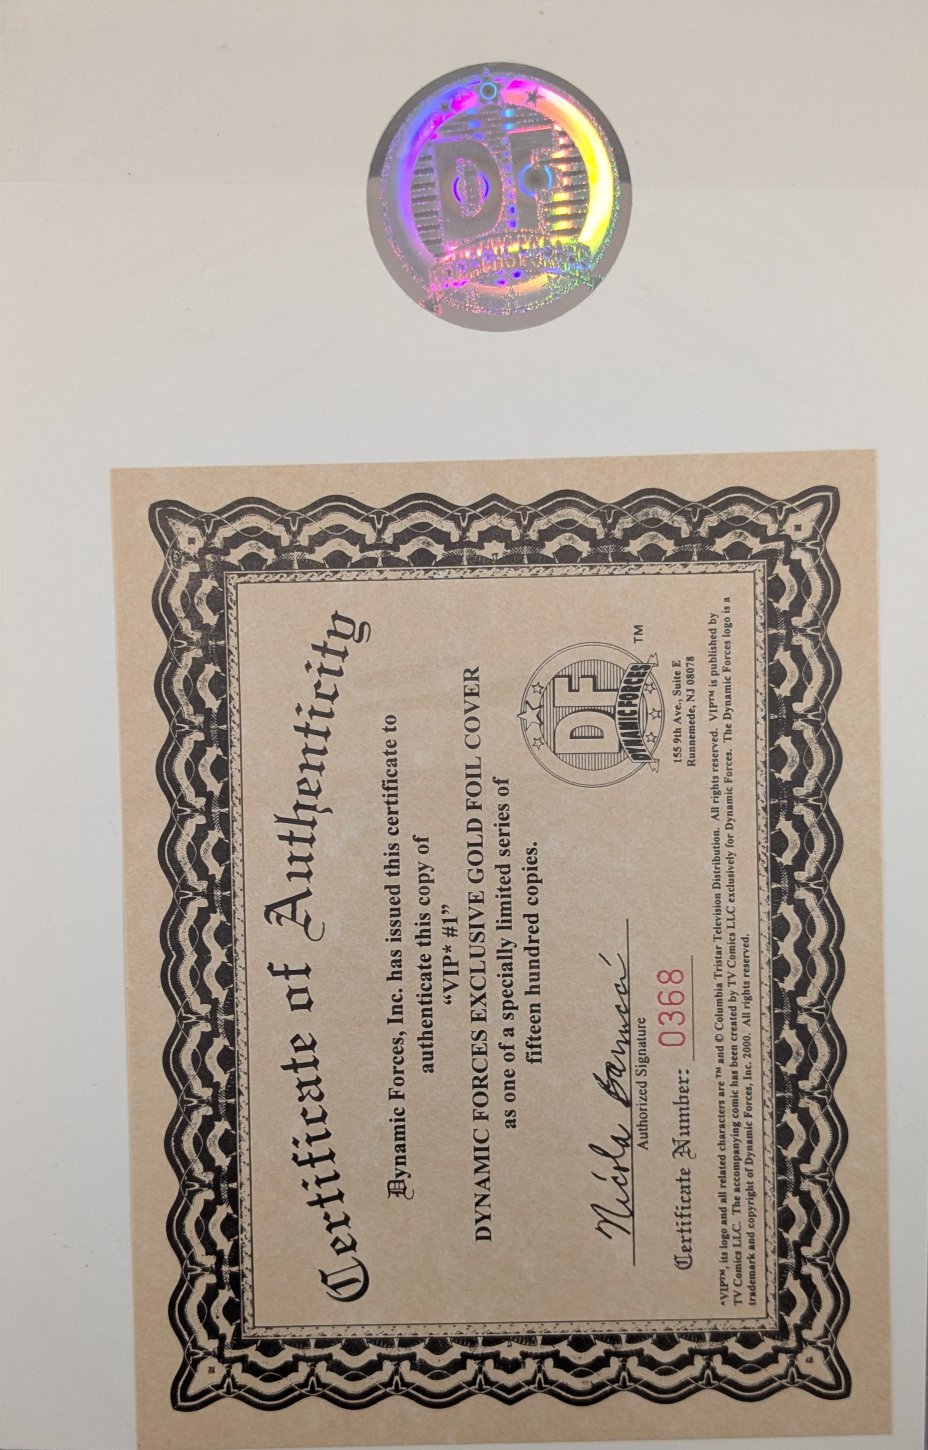 DF
DYNAMIC FORCES
Certificate of Authenticity
Dynamic Forces, Inc. has issued this certificate to
authenticate this copy of
“VIP* #1”
DYNAMIC FORCES EXCLUSIVE GOLD FOIL COVER
as one of a specially limited series of
fifteen hundred copies.
Nicola Barrucci
Authorized Signature
DF
DYNAMIC FORCES
TM
Certificate Number: 0368
155 9th Ave., Suite E
Runnemede, NJ 08078
*VIP™, its logo and all related characters are ™ and © Columbia Tristar Television Distribution. All rights reserved. VIP™ is published by
TV Comics LLC. The accompanying comic has been created by TV Comics LLC exclusively for Dynamic Forces. The Dynamic Forces logo is a
trademark and copyright of Dynamic Forces, Inc. 2000. All rights reserved.